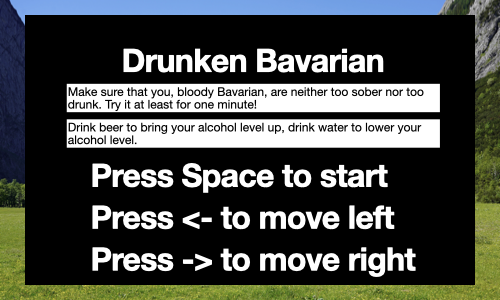 Drunken Bavarian
Make sure that you, bloody Bavarian, are neither too sober nor too
drunk. Try it at least for one minute!
Drink beer to bring your alcohol level up, drink water to lower your
alcohol level.
Press Space to start
Press <- to move left
Press -> to move right